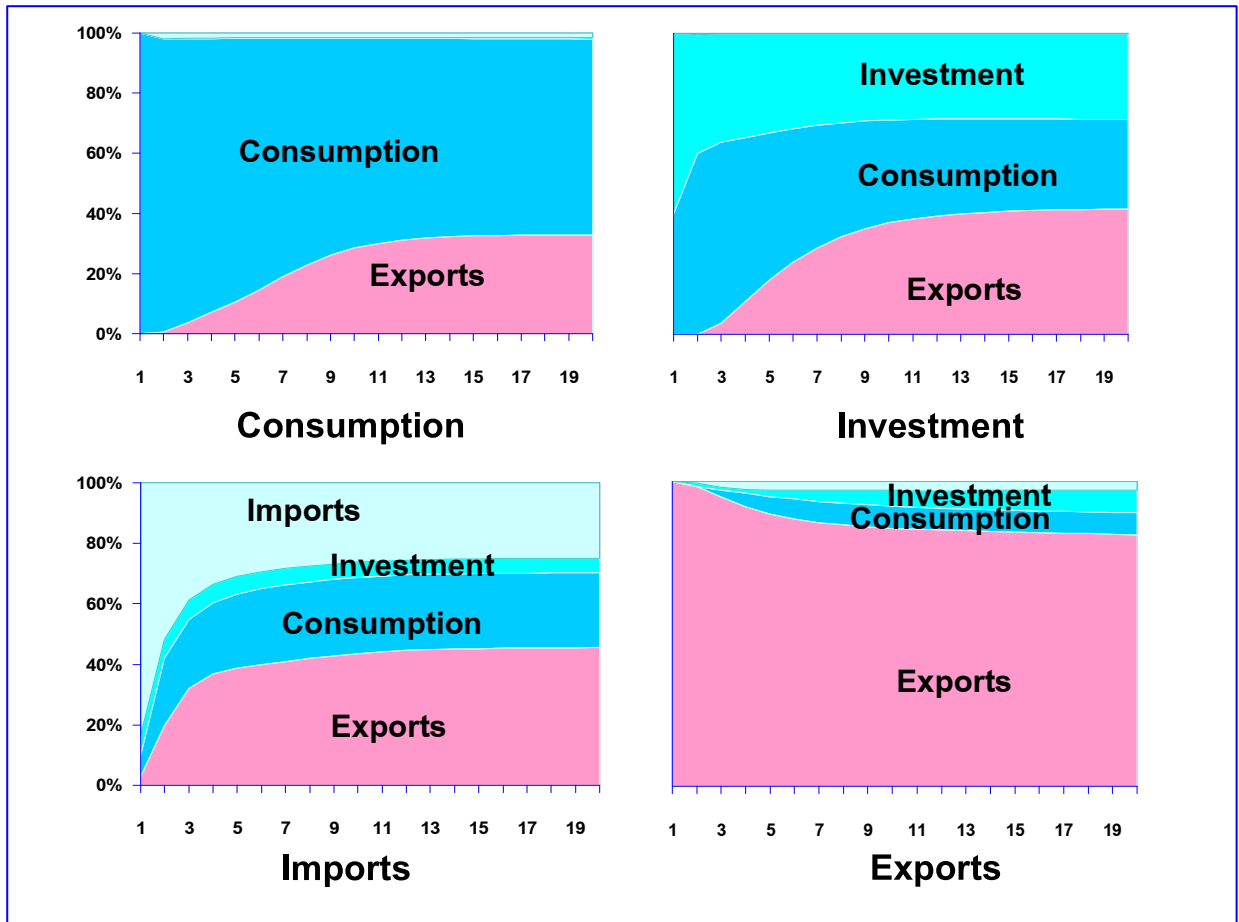 100%
80%
60%
40%
20%
0%
Consumption
Exports
1 3 5 7 9 11 13 15 17 19
Consumption
Investment
Consumption
Exports
1 3 5 7 9 11 13 15 17 19
Investment
100%
80%
60%
40%
20%
0%
Imports
Investment
Consumption
Exports
1 3 5 7 9 11 13 15 17 19
Imports
Investment
Consumption
Exports
1 3 5 7 9 11 13 15 17 19
Exports